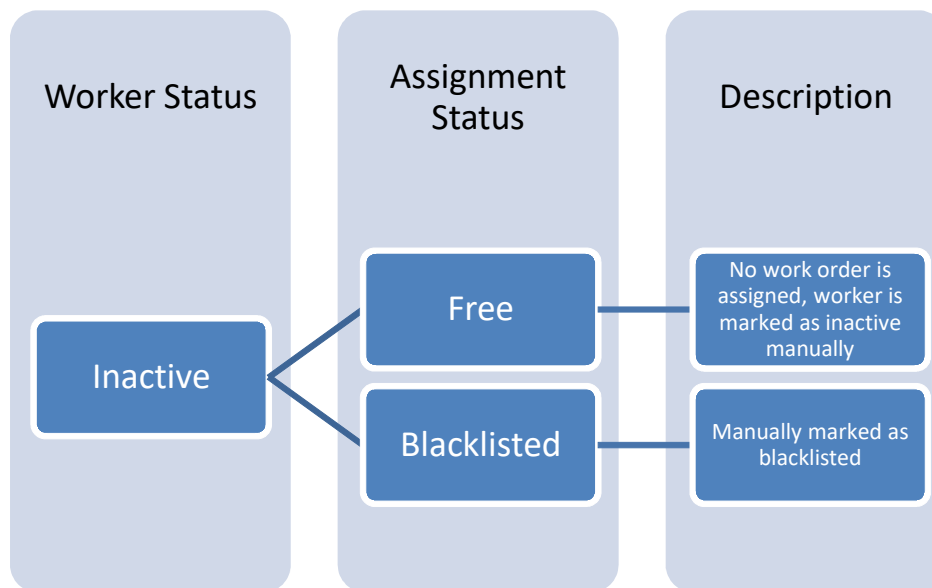 Worker Status
Assignment
Status
Description
Inactive
Free
No work order is
assigned, worker is
marked as inactive
manually
Blacklisted
Manually marked as
blacklisted